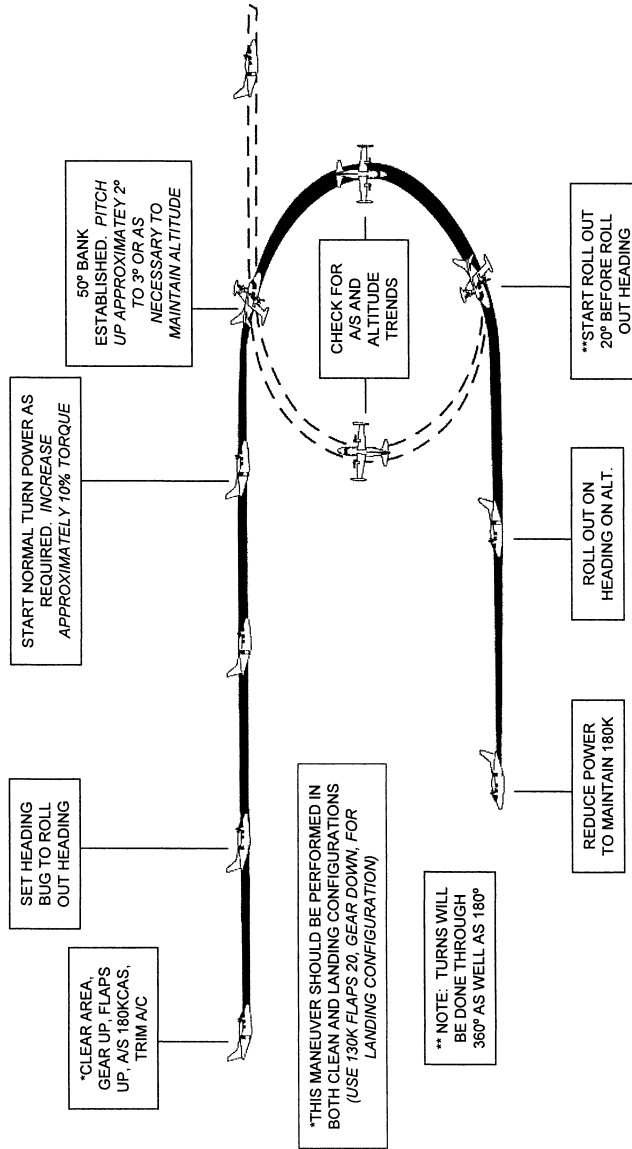 *CLEAR AREA,
GEAR UP, FLAPS
UP, A/S 180KCAS,
TRIM A/C
SET HEADING
BUG TO ROLL
OUT HEADING
START NORMAL TURN POWER AS
REQUIRED. INCREASE
APPROXIMATELY 10% TORQUE
50º BANK
ESTABLISHED. PITCH
UP APPROXIMATEY 2º
TO 3º OR AS
NECESSARY TO
MAINTAIN ALTITUDE
CHECK FOR
A/S AND
ALTITUDE
TRENDS
*THIS MANEUVER SHOULD BE PERFORMED IN
BOTH CLEAN AND LANDING CONFIGURATIONS
(USE 130K FLAPS 20, GEAR DOWN, FOR
LANDING CONFIGURATION)
** NOTE: TURNS WILL
BE DONE THROUGH
360º AS WELL AS 180º
REDUCE POWER
TO MAINTAIN 180K
ROLL OUT ON
HEADING ON ALT.
**START ROLL OUT
20º BEFORE ROLL
OUT HEADING